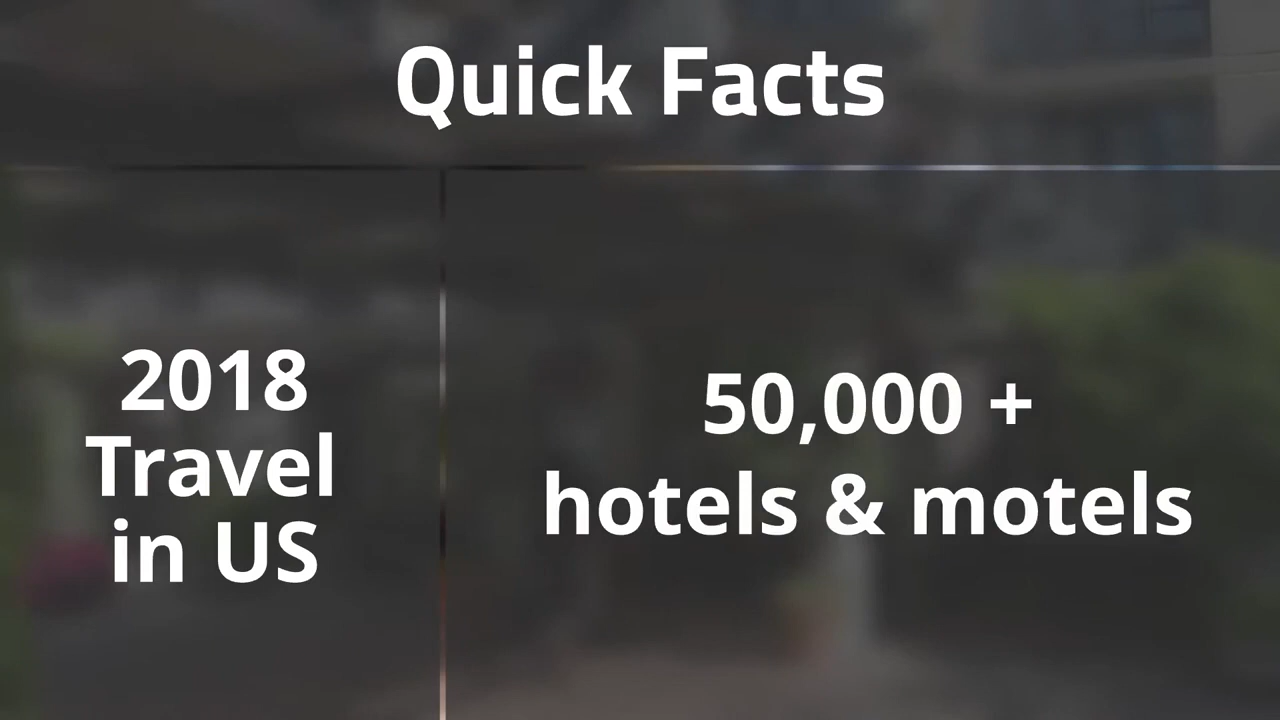 Quick Facts
2018
Travel
in US
50,000 +
hotels & motels